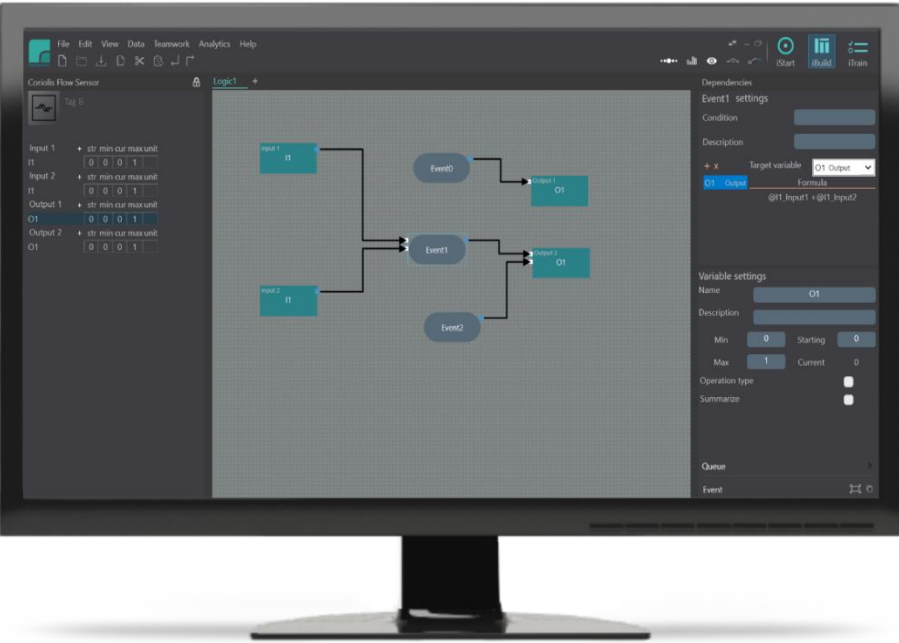 File Edit View Data Teamwork Analytics Help
iStart iBuild iTrain
Coriolis Flow Sensor
Tag 8
Input 1 + str min cur max unit
I1 0 0 0 1
Input 2 + str min cur max unit
I1 0 0 0 1
Output 1 + str min cur max unit
O1 0 0 0 1
Output 2 + str min cur max unit
O1 0 0 0 1
Logic1 +
Input 1
I1
Event0
Output 1
O1
Event1
Output 2
O1
Input 2
I1
Event2
Dependencies
Event1 settings
Condition
Description
+ x Target variable O1 Output
O1 Output Formula
@I1_Input1 +@I1_Input2
Variable settings
Name O1
Description
Min 0 Starting 0
Max 1 Current 0
Operation type
Summarize
Queue
Event